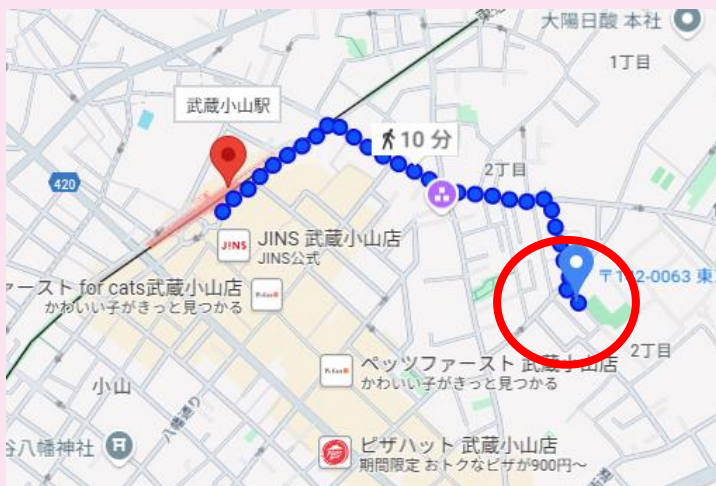 大陽日酸 本社
1丁目
武蔵小山駅
10 分
2丁目
420
JINS
JINS 武蔵小山店
JINS公式
〒142-0063 東
ァースト for cats武蔵小山店
かわいい子がきっと見つかる
2丁目
ペッツファースト 武蔵小山店
かわいい子がきっと見つかる
小山
八幡通り
谷八幡神社
ピザハット 武蔵小山店
期間限定 おトクなピザが900円～